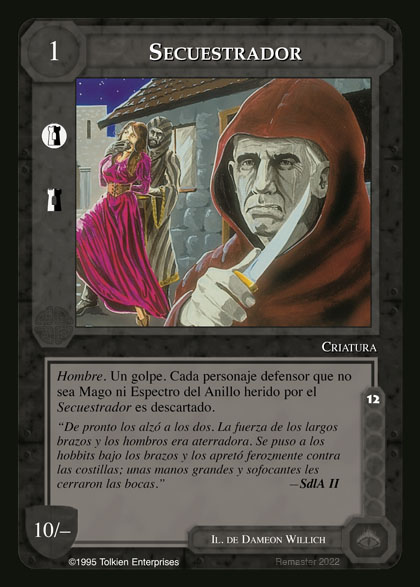 1
SECUESTRADOR
CRIATURA
Hombre. Un golpe. Cada personaje defensor que no
sea Mago ni Espectro del Anillo herido por el
Secuestrador es descartado.
12
“De pronto los alzó a los dos. La fuerza de los largos
brazos y los hombros era aterradora. Se puso a los
hobbits bajo los brazos y los apretó ferozmente contra
las costillas; unas manos grandes y sofocantes les
cerraron las bocas.” —SdlA II
10/–
IL. DE DAMEON WILLICH
©1995 Tolkien Enterprises
Remaster 2022